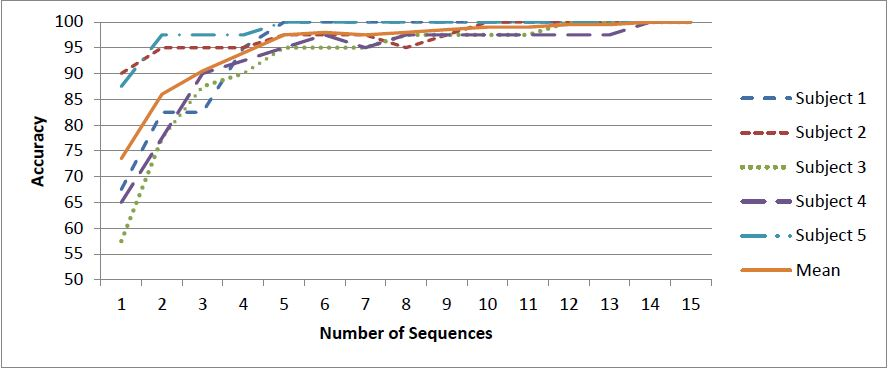 100
95
90
85
80
75
70
65
60
55
50
Accuracy
1 2 3 4 5 6 7 8 9 10 11 12 13 14 15
Number of Sequences
Subject 1
Subject 2
Subject 3
Subject 4
Subject 5
Mean